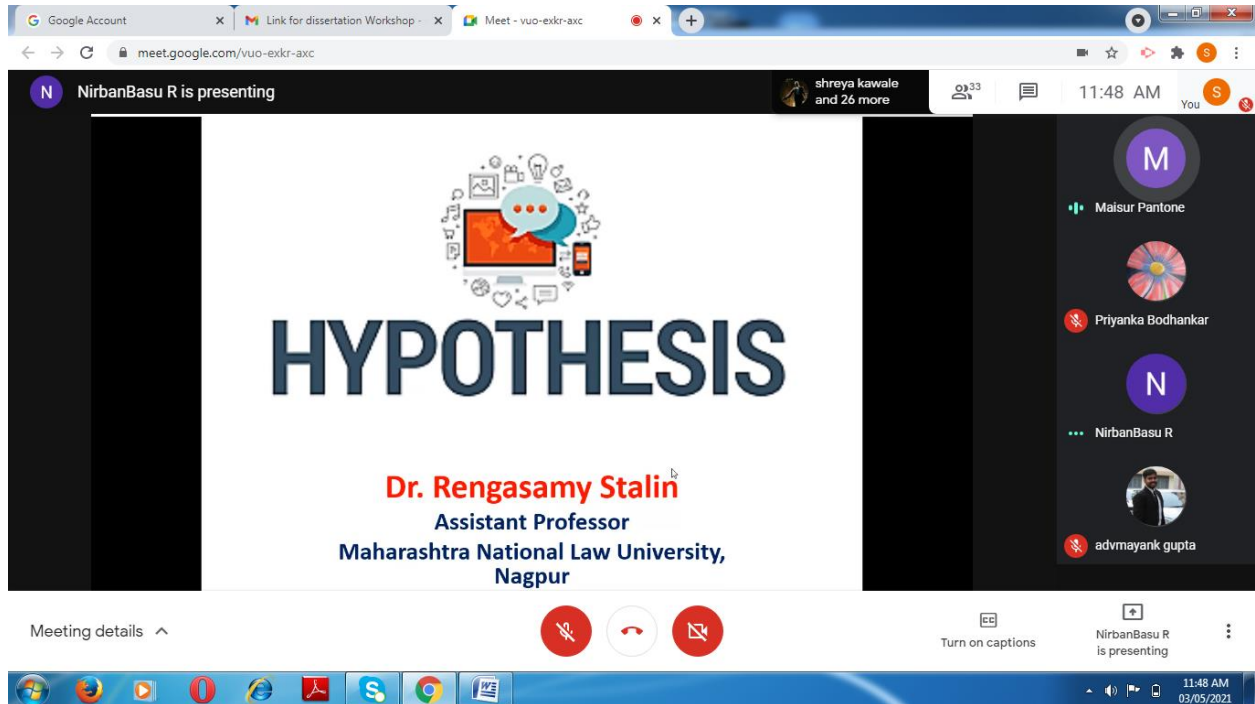 Google Account
Link for dissertation Workshop -
Meet - vuo-exkr-axc
meet.google.com/vuo-exkr-axc
S
N
NirbanBasu R is presenting
shreya kawale
and 26 more
33
11:48 AM
You
S
HYPOTHESIS
Dr. Rengasamy Stalin
Assistant Professor
Maharashtra National Law University,
Nagpur
M
Maisur Pantone
Priyanka Bodhankar
N
NirbanBasu R
advmayank gupta
Meeting details
CC
Turn on captions
NirbanBasu R
is presenting
11:48 AM
03/05/2021